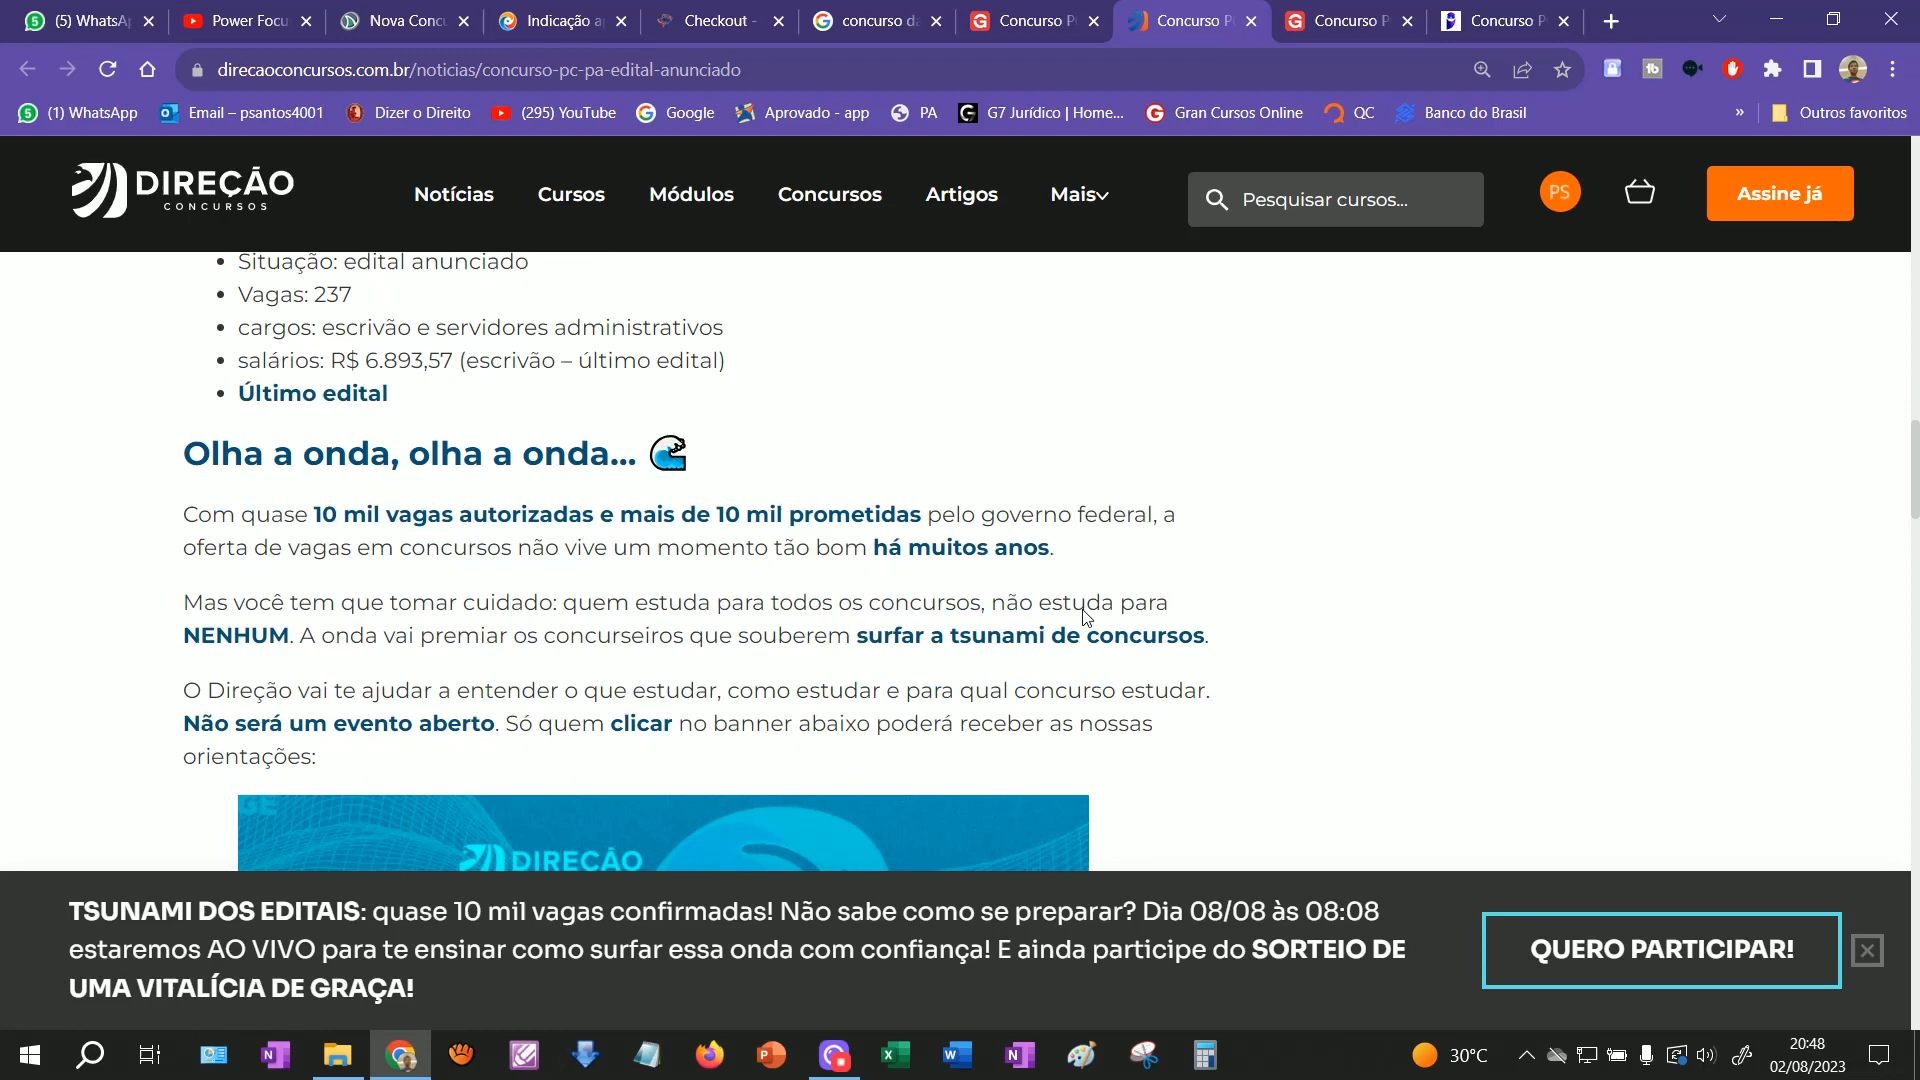 (5) WhatsA
Power Focu
Nova Conc
Indicação a
Checkout -
concurso d
Concurso P
Concurso P
Concurso P
Concurso P
direcaoconcursos.com.br/noticias/concurso-pc-pa-edital-anunciado
(1) WhatsApp
Email – psantos4001
Dizer o Direito
(295) YouTube
Google
Aprovado - app
PA
G7 Jurídico | Home...
Gran Cursos Online
QC
Banco do Brasil
»
Outros favoritos
DIREÇÃO
CONCURSOS
Notícias
Cursos
Módulos
Concursos
Artigos
Mais
Pesquisar cursos...
PS
Assine já
Situação: edital anunciado
Vagas: 237
cargos: escrivão e servidores administrativos
salários: R$ 6.893,57 (escrivão – último edital)
Último edital
Olha a onda, olha a onda...
Com quase 10 mil vagas autorizadas e mais de 10 mil prometidas pelo governo federal, a
oferta de vagas em concursos não vive um momento tão bom há muitos anos.
Mas você tem que tomar cuidado: quem estuda para todos os concursos, não estuda para
NENHUM. A onda vai premiar os concurseiros que souberem surfar a tsunami de concursos.
O Direção vai te ajudar a entender o que estudar, como estudar e para qual concurso estudar.
Não será um evento aberto. Só quem clicar no banner abaixo poderá receber as nossas
orientações:
GE
DIREÇÃO
TSUNAMI DOS EDITAIS: quase 10 mil vagas confirmadas! Não sabe como se preparar? Dia 08/08 às 08:08
estaremos AO VIVO para te ensinar como surfar essa onda com confiança! E ainda participe do SORTEIO DE
UMA VITALÍCIA DE GRAÇA!
QUERO PARTICIPAR!
30°C
20:48
02/08/2023